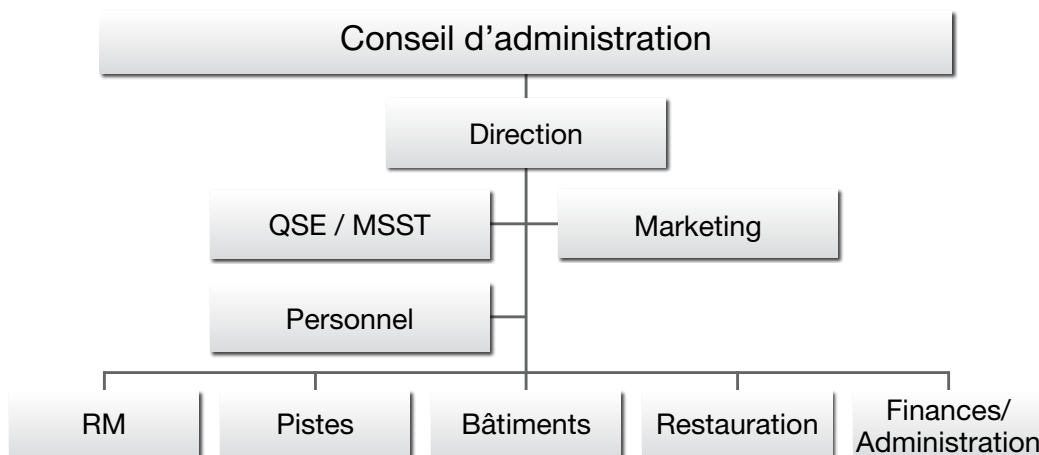 Conseil d’administration
Direction
QSE / MSST
Marketing
Personnel
RM
Pistes
Bâtiments
Restauration
Finances/
Administration